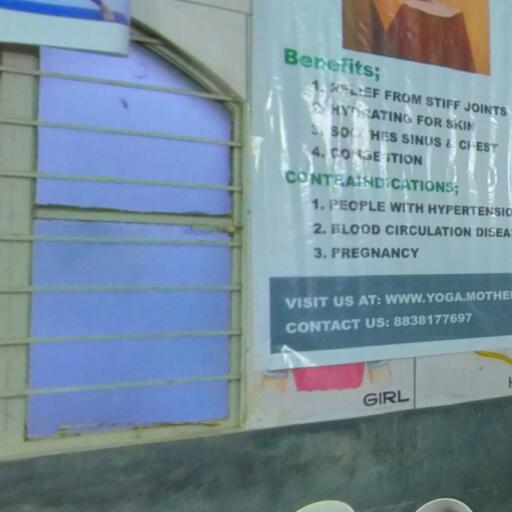 Benefits;
1. RELIEF FROM STIFF JOINTS
2. HYDRATING FOR SKIN
3. SOOTHES SINUS & CHEST
4. CONGESTION
CONTRAINDICATIONS;
1. PEOPLE WITH HYPERTENSIO
2. BLOOD CIRCULATION DISEA
3. PREGNANCY
VISIT US AT: WWW.YOGA.MOTHE
CONTACT US: 8838177697
GIRL